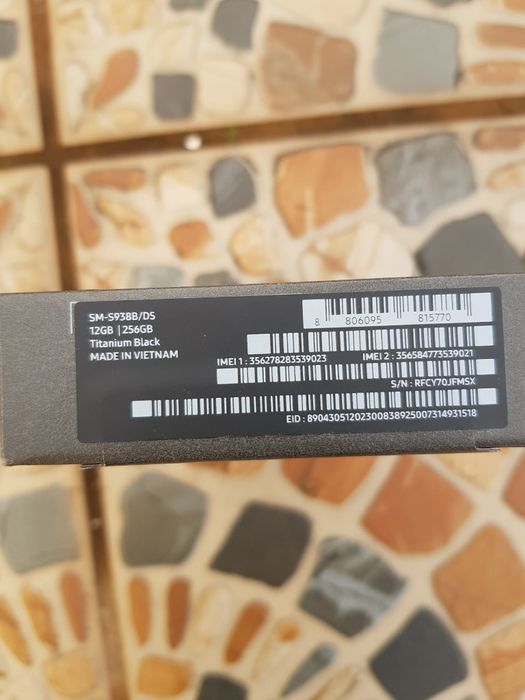 SM-S938B/DS
12GB | 256GB
Titanium Black
MADE IN VIETNAM
8 806095 815770
IMEI 1 : 356278283539023 IMEI 2 : 356584773539021
S/N : RFCY70JFMSX
EID : 89043051202300838925007314931518